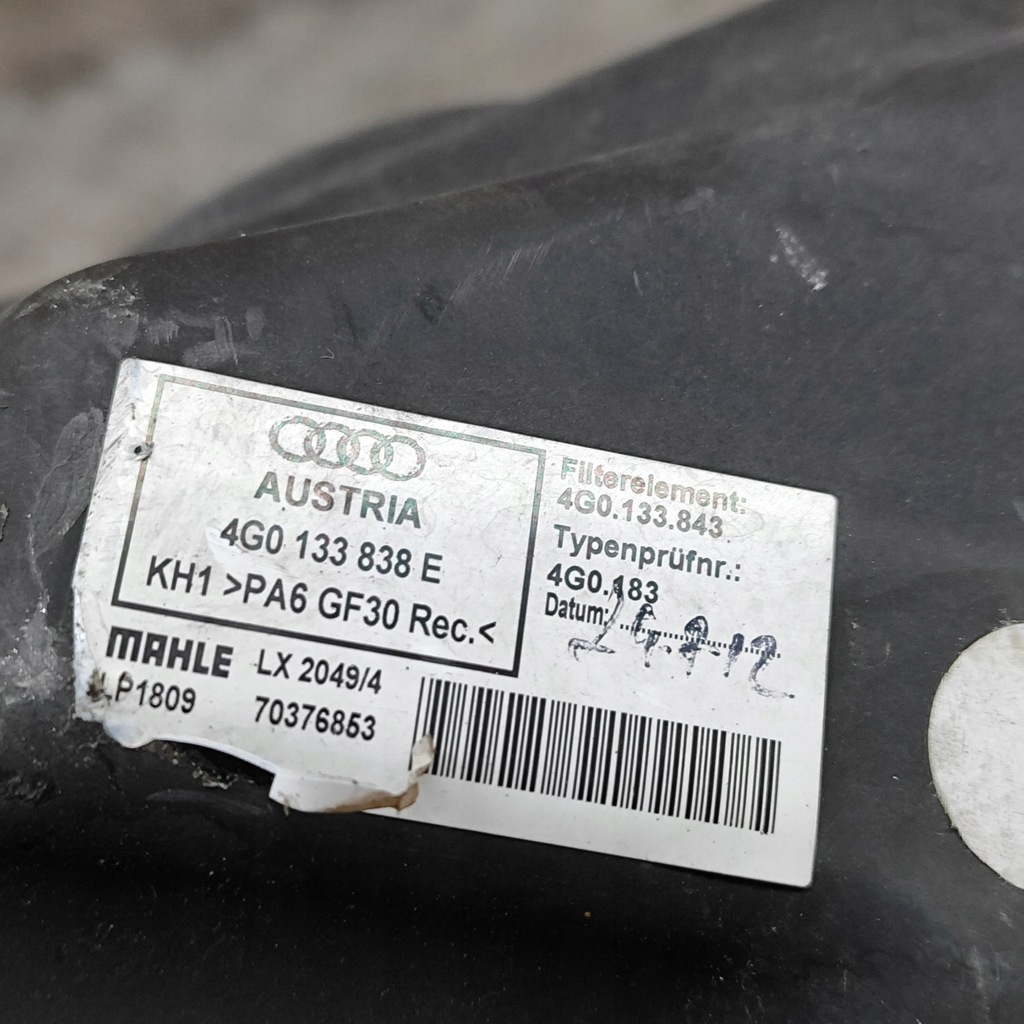 AUSTRIA
4G0 133 838 E
KH1 >PA6 GF30 Rec.<
MAHLE LX 2049/4
LP1809 70376853
Filterelement:
4G0.133.843
Typenprüfnr.:
4G0.183
Datum: